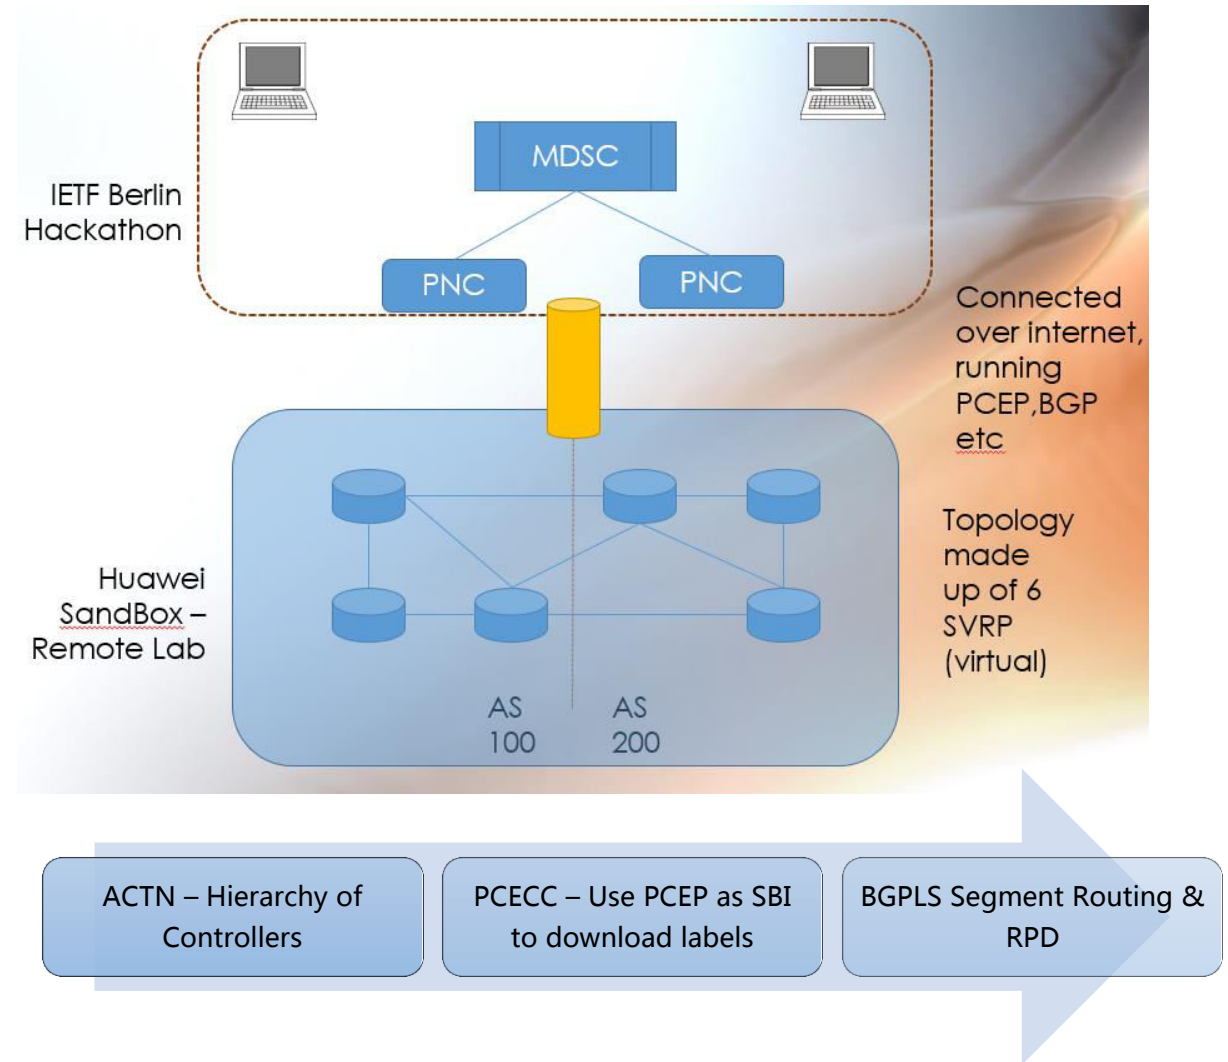 MDSC
IETF Berlin
Hackathon
PNC
PNC
Connected
over internet,
running
PCEP,BGP
etc
Huawei
SandBox –
Remote Lab
Topology
made
up of 6
SVRP
(virtual)
AS
100
AS
200
ACTN – Hierarchy of
Controllers
PCECC – Use PCEP as SBI
to download labels
BGPLS Segment Routing &
RPD